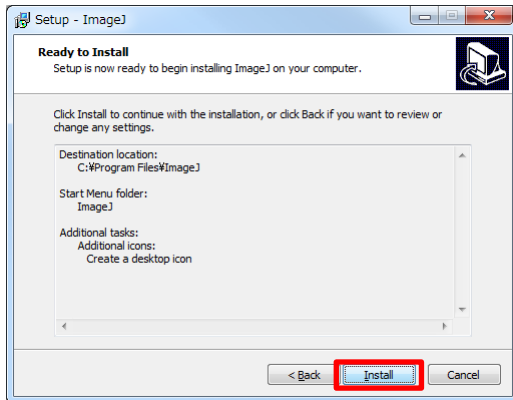 Setup - ImageJ
Ready to Install
Setup is now ready to begin installing ImageJ on your computer.
Click Install to continue with the installation, or click Back if you want to review or
change any settings.
Destination location:
C:¥Program Files¥ImageJ
Start Menu folder:
ImageJ
Additional tasks:
Additional icons:
Create a desktop icon
< Back
Install
Cancel